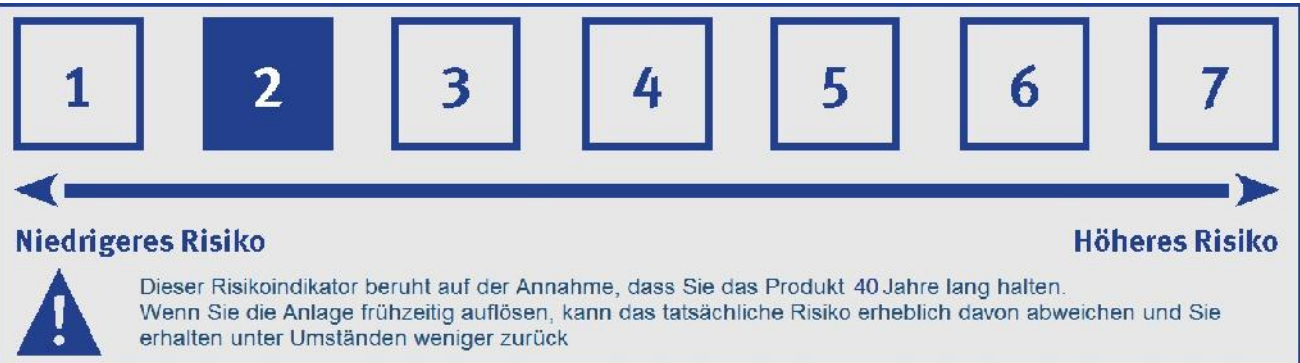 1 2 3 4 5 6 7
Niedrigeres Risiko Höheres Risiko
Dieser Risikoindikator beruht auf der Annahme, dass Sie das Produkt 40 Jahre lang halten.
Wenn Sie die Anlage frühzeitig auflösen, kann das tatsächliche Risiko erheblich davon abweichen und Sie
erhalten unter Umständen weniger zurück